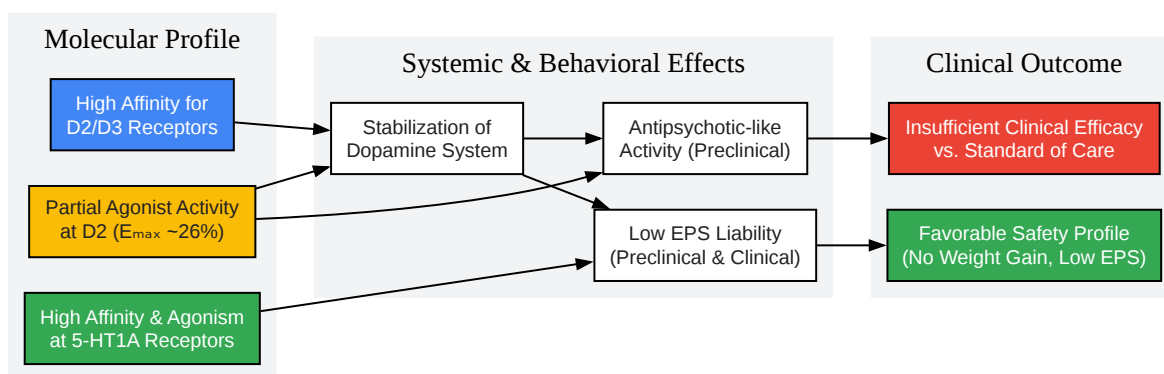 Molecular Profile
High Affinity for
D2/D3 Receptors
Partial Agonist Activity
at D2 (Eₘₐₓ ~26%)
High Affinity & Agonism
at 5-HT1A Receptors
Systemic & Behavioral Effects
Stabilization of
Dopamine System
Antipsychotic-like
Activity (Preclinical)
Low EPS Liability
(Preclinical & Clinical)
Clinical Outcome
Insufficient Clinical Efficacy
vs. Standard of Care
Favorable Safety Profile
(No Weight Gain, Low EPS)